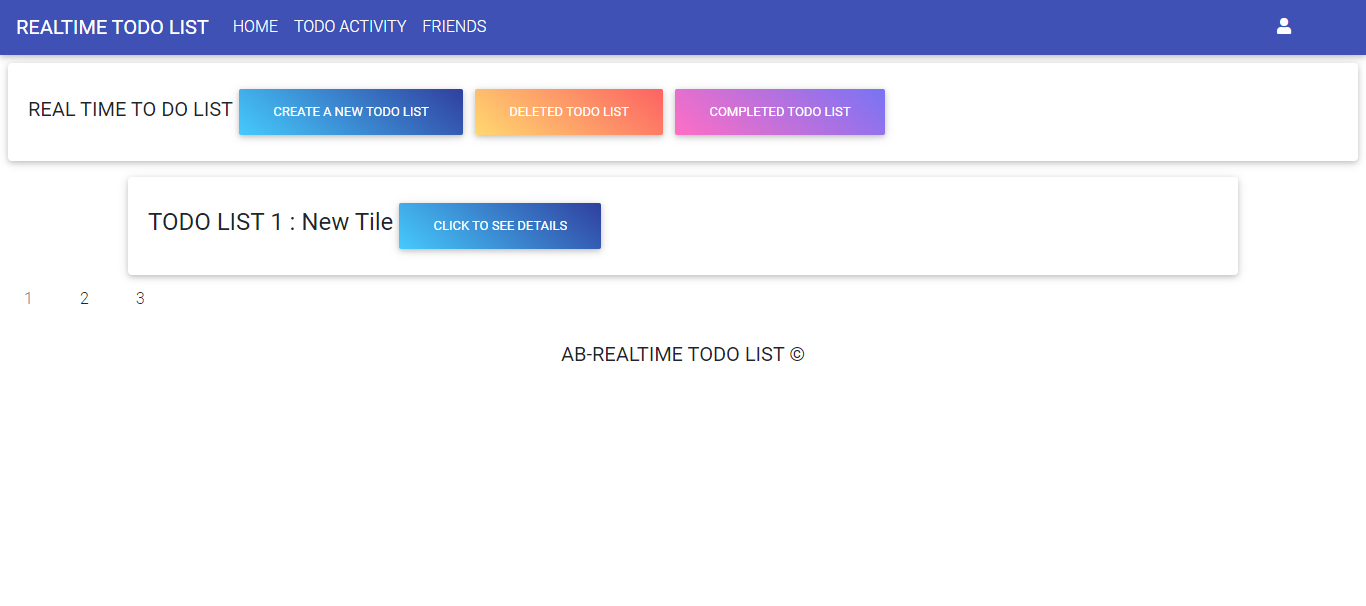 REALTIME TODO LIST HOME TODO ACTIVITY FRIENDS
REAL TIME TO DO LIST CREATE A NEW TODO LIST DELETED TODO LIST COMPLETED TODO LIST
TODO LIST 1 : New Tile CLICK TO SEE DETAILS
1 2 3
AB-REALTIME TODO LIST ©